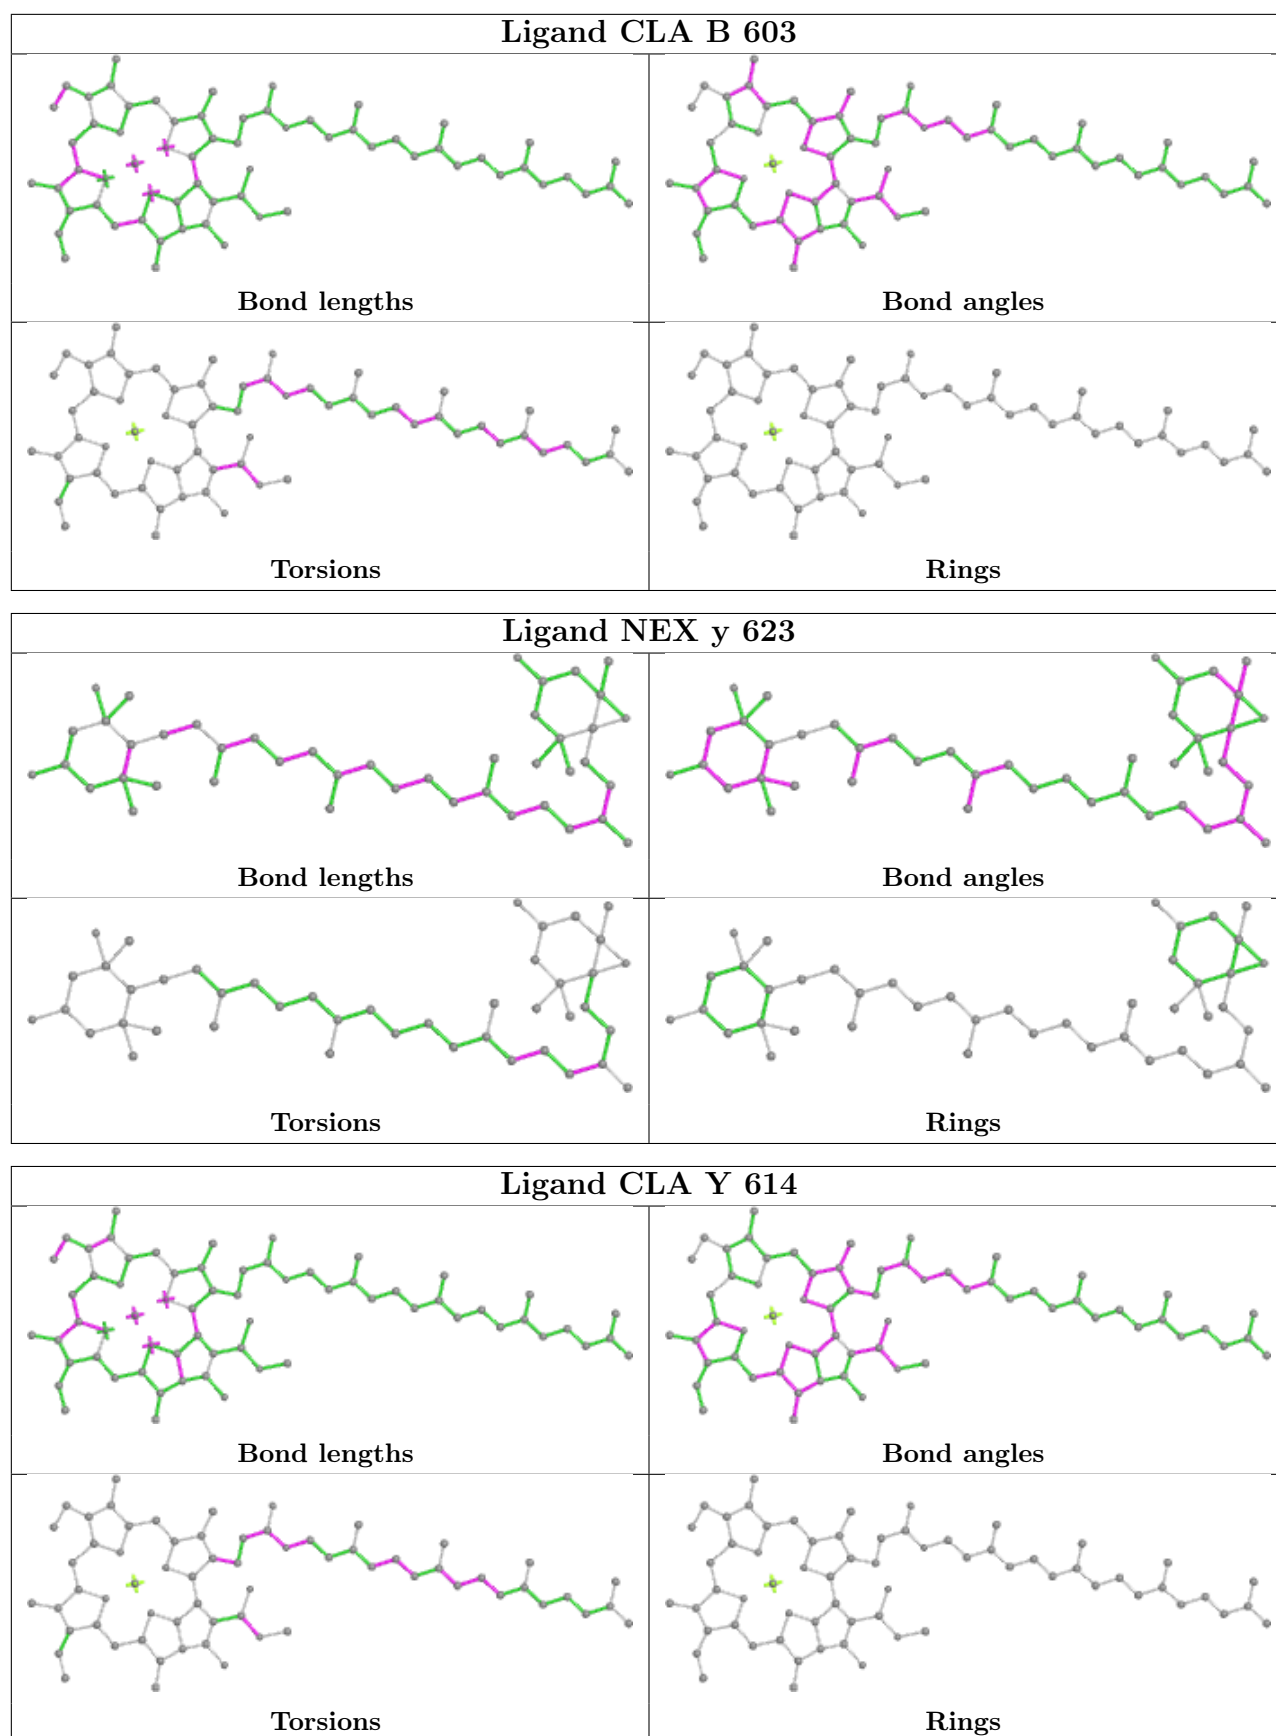 Ligand CLA B 603
Bond lengths
Bond angles
Torsions
Rings
Ligand NEX y 623
Bond lengths
Bond angles
Torsions
Rings
Ligand CLA Y 614
Bond lengths
Bond angles
Torsions
Rings